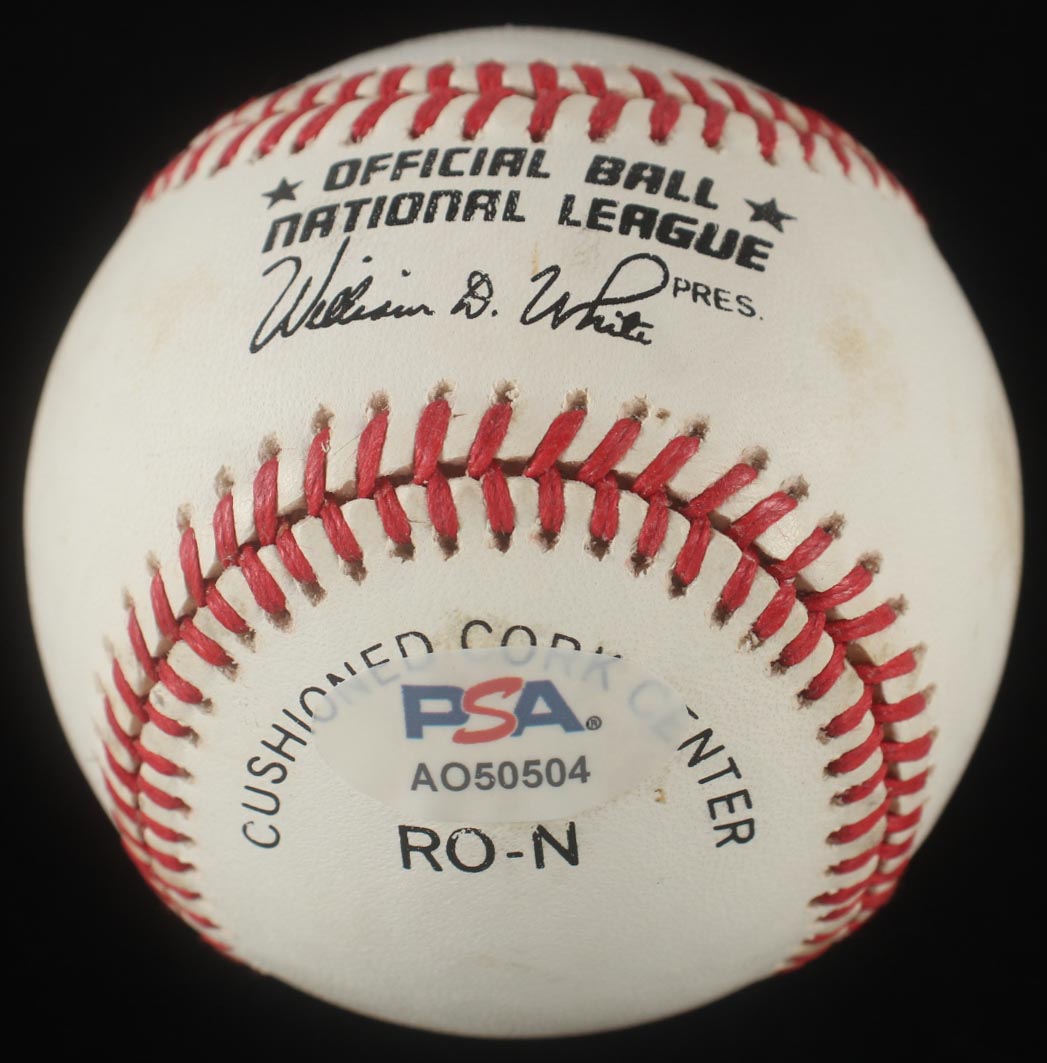 ★ OFFICIAL BALL ★
NATIONAL LEAGUE
William D. White PRES.
CUSHIONED CORK CENTER
PSA®
AO50504
RO-N